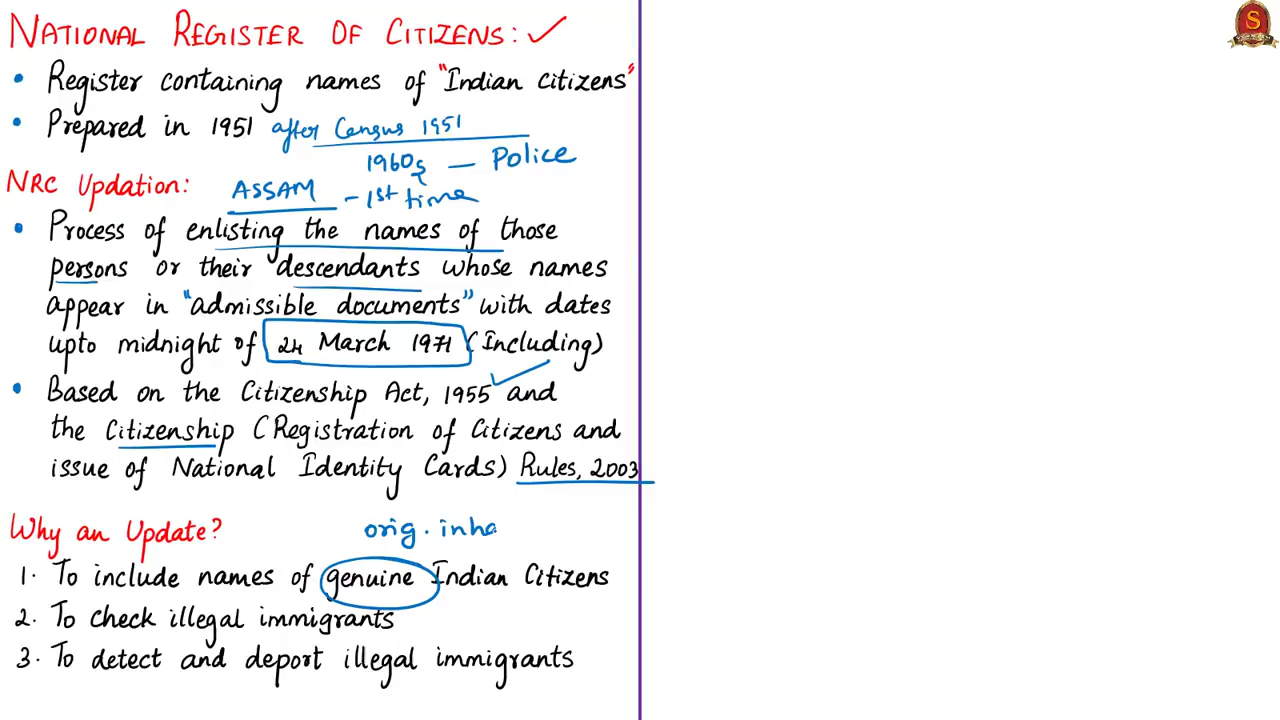 NATIONAL REGISTER OF CITIZENS:
• Register containing names of "Indian citizens"
• Prepared in 1951 after Census 1951
1960s — Police
NRC Updation: ASSAM - 1st time
• Process of enlisting the names of those
persons or their descendants whose names
appear in "admissible documents" with dates
upto midnight of 24 March 1971 (Including)
• Based on the Citizenship Act, 1955 and
the Citizenship (Registration of Citizens and
issue of National Identity Cards) Rules, 2003
Why an Update? orig. inha
1. To include names of genuine Indian Citizens
2. To check illegal immigrants
3. To detect and deport illegal immigrants
S